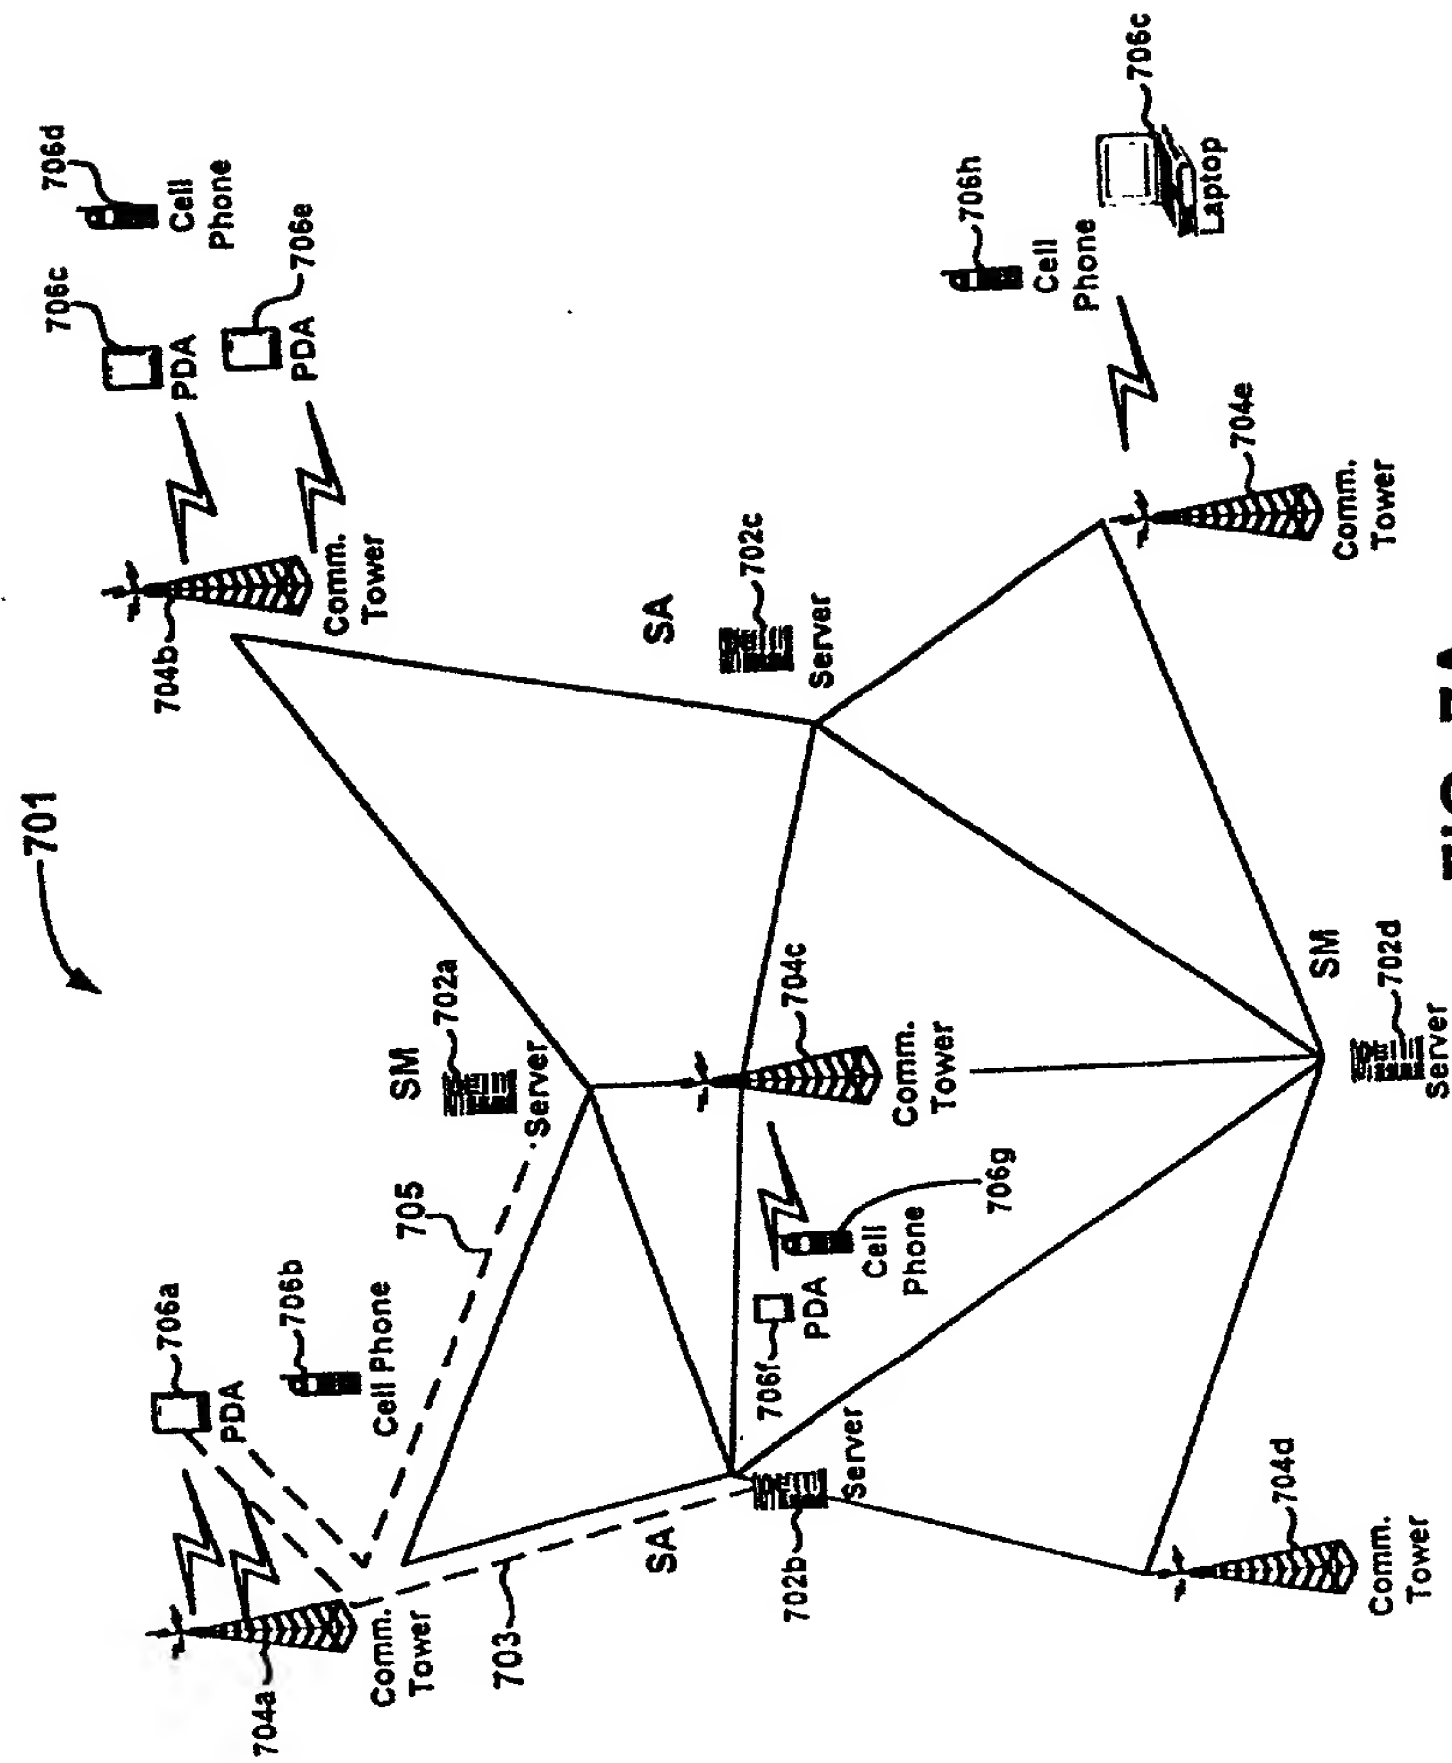 701
706a
PDA
706b
Cell Phone
704a
Comm.
Tower
705
703
SM
702a
Server
SA
702b
Server
706c
PDA
706d
Cell
Phone
706e
PDA
704b
Comm.
Tower
SA
702c
Server
704c
Comm.
Tower
706f
PDA
706g
Cell
Phone
706h
Cell
Phone
706c
Laptop
704e
Comm.
Tower
704d
Comm.
Tower
SM
702d
Server